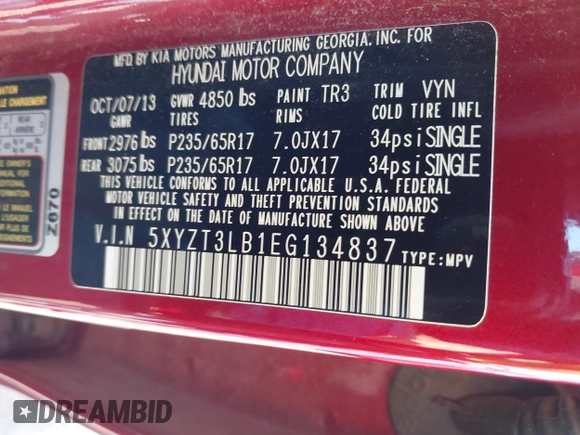 MFD. BY KIA MOTORS MANUFACTURING GEORGIA. INC. FOR
HYUNDAI MOTOR COMPANY
OCT/07/13 GVWR 4850 lbs PAINT TR3 TRIM VYN
GAWR TIRES RIMS COLD TIRE INFL
FRONT 2976 lbs P235/65R17 7.0JX17 34psi SINGLE
REAR 3075 lbs P235/65R17 7.0JX17 34psi SINGLE
THIS VEHICLE CONFORMS TO ALL APPLICABLE U.S.A. FEDERAL
MOTOR VEHICLE SAFETY AND THEFT PREVENTION STANDARDS
IN EFFECT ON THE DATE OF MANUFACTURE SHOWN ABOVE
V.I.N 5XYZT3LB1EG134837 TYPE:MPV
Z670
DREAMBID